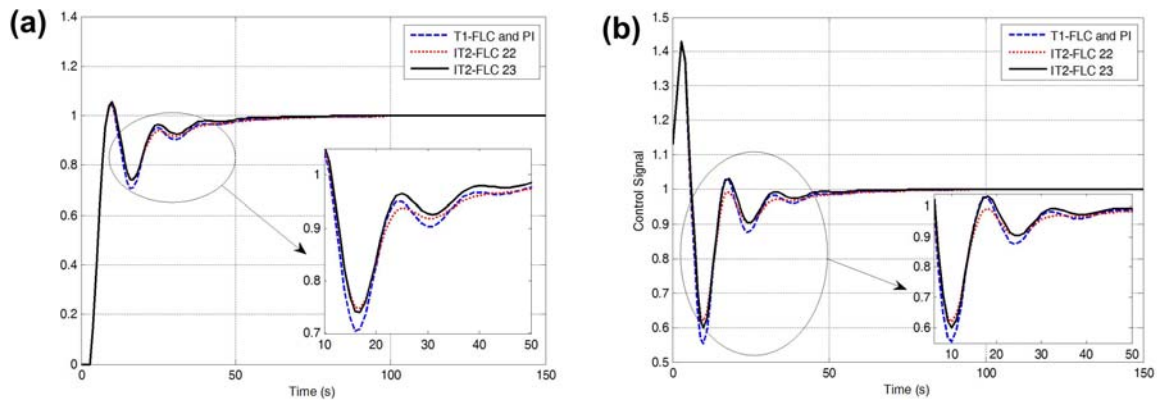 (a)
1.4
1.2
1
0.8
0.6
0.4
0.2
0
0 50 100 150
Time (s)
T1-FLC and PI
IT2-FLC 22
IT2-FLC 23
1
0.9
0.8
0.7
10 20 30 40 50
(b)
Control Signal
1.5
1.4
1.3
1.2
1.1
1
0.9
0.8
0.7
0.6
0.5
0 50 100 150
Time (s)
T1-FLC and PI
IT2-FLC 22
IT2-FLC 23
1
0.9
0.8
0.7
0.6
10 20 30 40 50